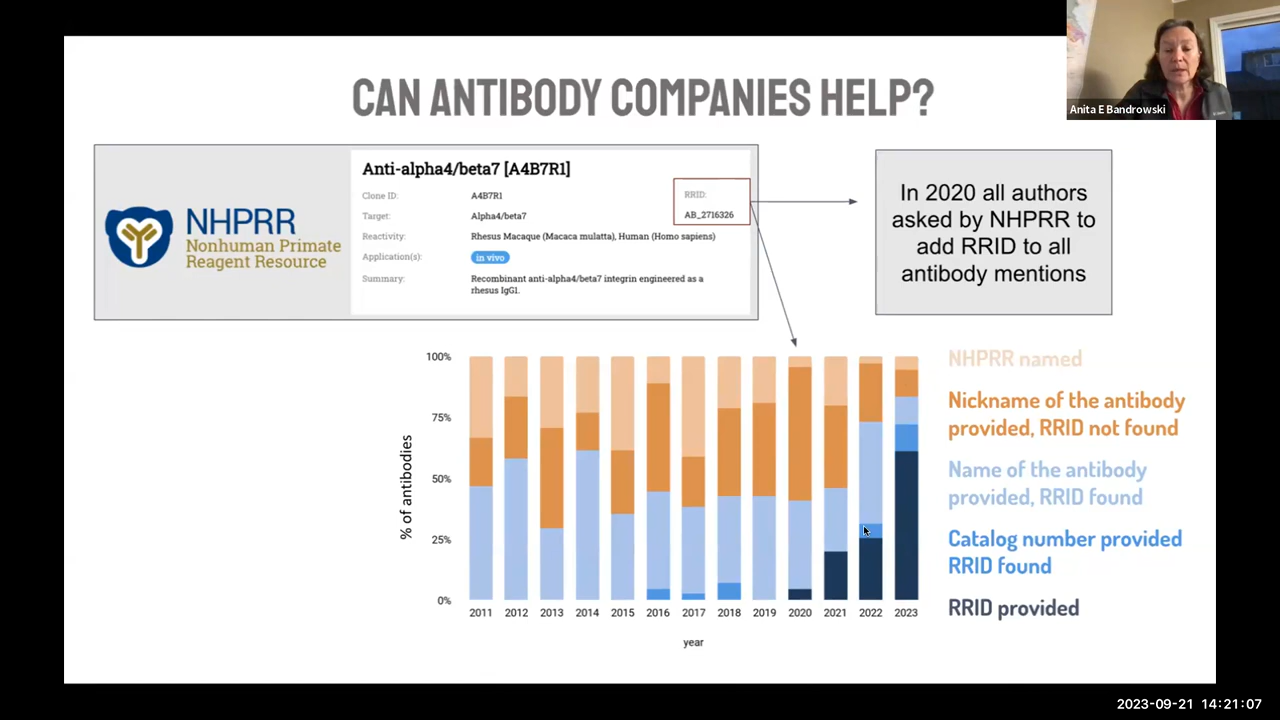 Anita E Bandrowski
CAN ANTIBODY COMPANIES HELP?
NHPRR
Nonhuman Primate
Reagent Resource
Anti-alpha4/beta7 [A4B7R1]
Clone ID: A4B7R1
Target: Alpha4/beta7
Reactivity: Rhesus Macaque (Macaca mulatta), Human (Homo sapiens)
Application(s): in vivo
Summary: Recombinant anti-alpha4/beta7 integrin engineered as a
rhesus IgG1.
RRID:
AB_2716326
In 2020 all authors
asked by NHPRR to
add RRID to all
antibody mentions
% of antibodies
100%
75%
50%
25%
0%
2011 2012 2013 2014 2015 2016 2017 2018 2019 2020 2021 2022 2023
year
NHPRR named
Nickname of the antibody
provided, RRID not found
Name of the antibody
provided, RRID found
Catalog number provided
RRID found
RRID provided
2023-09-21 14:21:07